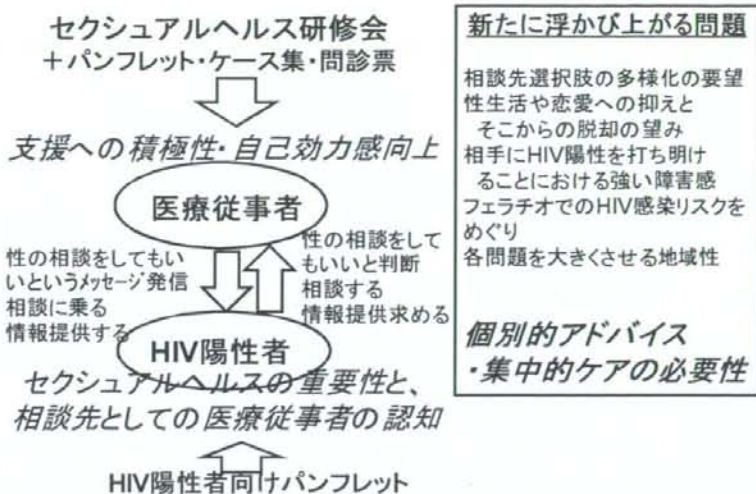 セクシュアルヘルス研修会
＋パンフレット・ケース集・問診票
支援への積極性・自己効力感向上
医療従事者
性の相談をしてもい
いというメッセージ発信
相談に乗る
情報提供する
性の相談をして
もいいと判断
相談する
情報提供求める
HIV陽性者
セクシュアルヘルスの重要性と、
相談先としての医療従事者の認知
HIV陽性者向けパンフレット
新たに浮かび上がる問題
相談先選択肢の多様化の要望
性生活や恋愛への抑えと
そこからの脱却の望み
相手にHIV陽性を打ち明け
ることにおける強い障害感
フェラチオでのHIV感染リスクを
めぐり
各問題を大きくさせる地域性
個別的アドバイス
・集中的ケアの必要性